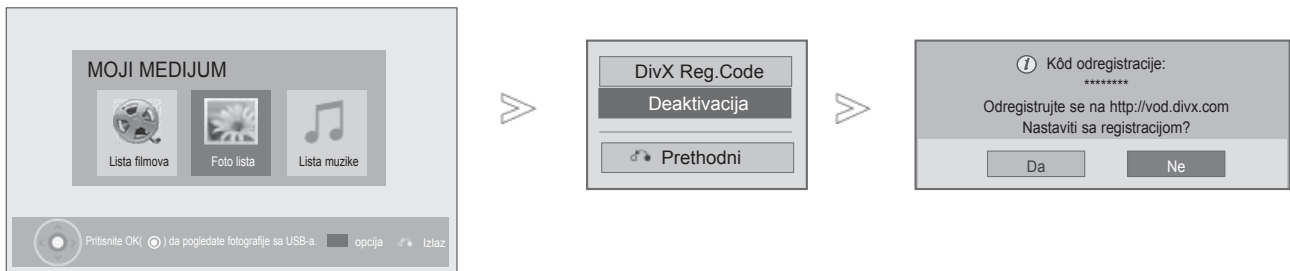 MOJI MEDIJUM
Lista filmova
Foto lista
Lista muzike
Pritisnite OK( ) da pogledate fotografije sa USB-a. opcija Izlaz
DivX Reg.Code
Deaktivacija
Prethodni
i Kôd odregistracije:
********
Odregistrujte se na http://vod.divx.com
Nastaviti sa registracijom?
Da
Ne